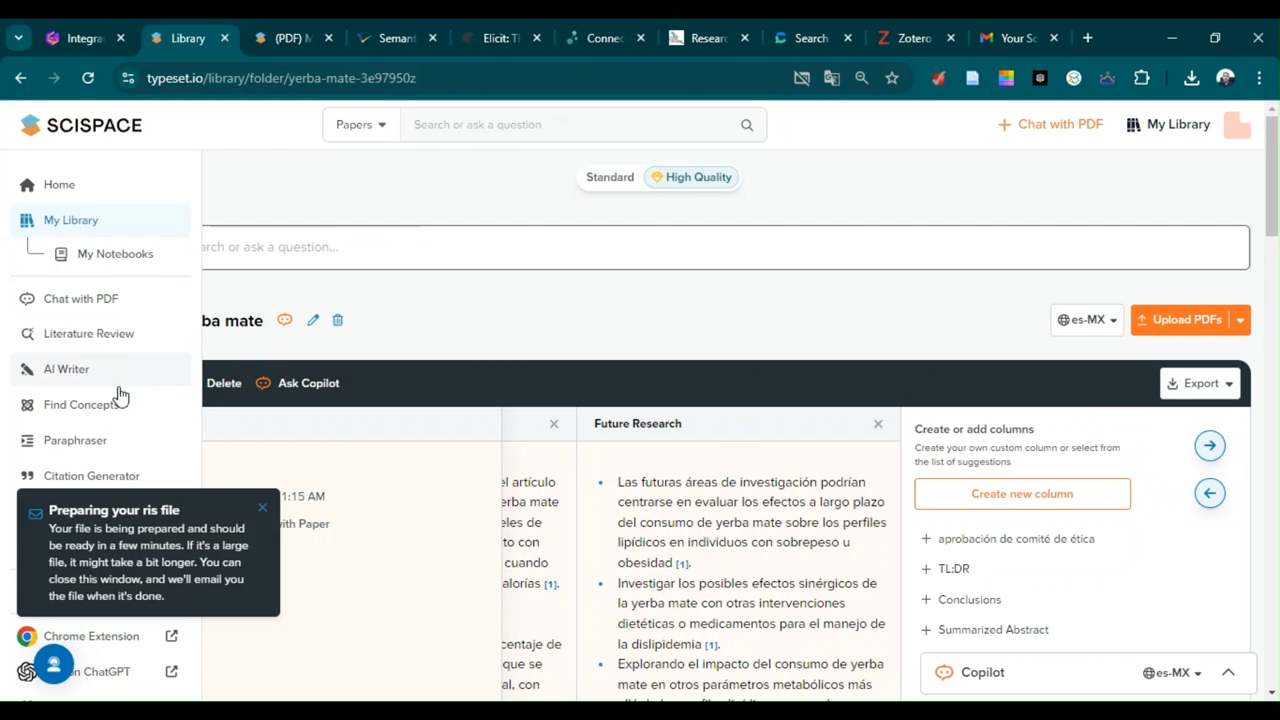 Integra
Library
(PDF) M
Semant
Elicit: T
Connec
Researc
Search
Zotero
Your Sc
typeset.io/library/folder/yerba-mate-3e97950z
SCISPACE
Papers
Search or ask a question
Chat with PDF
My Library
Home
My Library
My Notebooks
Chat with PDF
Literature Review
AI Writer
Find Concepts
Paraphraser
Citation Generator
Preparing your ris file
Your file is being prepared and should
be ready in a few minutes. If it's a large
file, it might take a bit longer. You can
close this window, and we'll email you
the file when it's done.
Chrome Extension
on ChatGPT
Standard
High Quality
rch or ask a question...
ba mate
es-MX
Upload PDFs
Delete
Ask Copilot
Export
1:15 AM
ith Paper
el artículo
erba mate
les de
to con
cuando
alorías [1].
centaje de
que se
al, con
Future Research
Las futuras áreas de investigación podrían
centrarse en evaluar los efectos a largo plazo
del consumo de yerba mate sobre los perfiles
lipídicos en individuos con sobrepeso u
obesidad [1].
Investigar los posibles efectos sinérgicos de
la yerba mate con otras intervenciones
dietéticas o medicamentos para el manejo de
la dislipidemia [1].
Explorando el impacto del consumo de yerba
mate en otros parámetros metabólicos más
Create or add columns
Create your own custom column or select from
the list of suggestions
Create new column
aprobación de comité de ética
TL;DR
Conclusions
Summarized Abstract
Copilot
es-MX